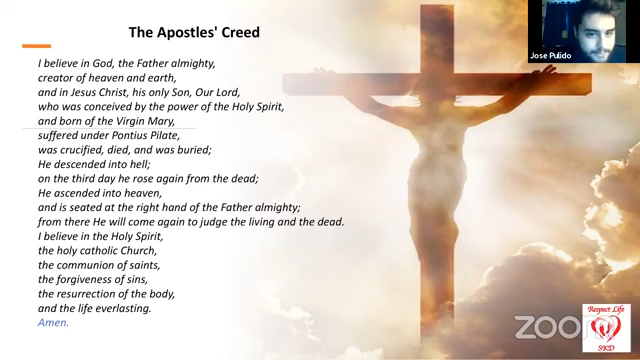 The Apostles' Creed
Jose Pulido
I believe in God, the Father almighty,
creator of heaven and earth,
and in Jesus Christ, his only Son, Our Lord,
who was conceived by the power of the Holy Spirit,
and born of the Virgin Mary,
suffered under Pontius Pilate,
was crucified, died, and was buried;
He descended into hell;
on the third day he rose again from the dead;
He ascended into heaven,
and is seated at the right hand of the Father almighty;
from there He will come again to judge the living and the dead.
I believe in the Holy Spirit,
the holy catholic Church,
the communion of saints,
the forgiveness of sins,
the resurrection of the body,
and the life everlasting.
Amen.
Respect Life
zoom
SKD